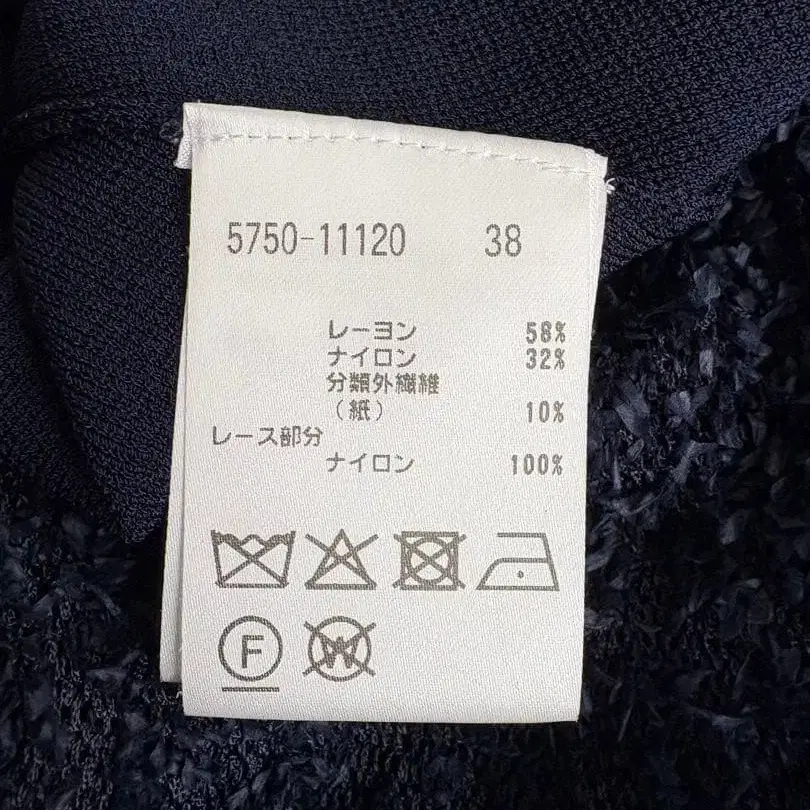 5750-11120 38
レーヨン 58%
ナイロン 32%
分類外繊維
(紙) 10%
レース部分
ナイロン 100%
F W